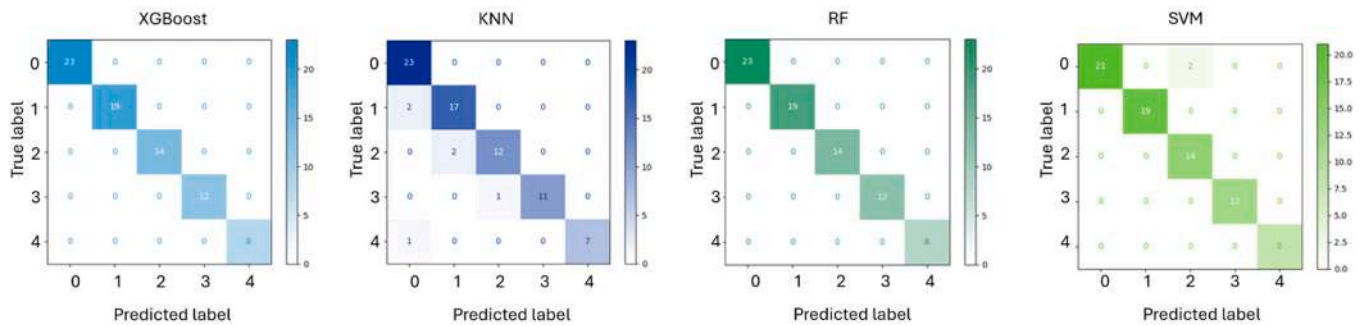 XGBoost
True label
0 23 0 0 0 0
1 0 19 0 0 0
2 0 0 14 0 0
3 0 0 0 12 0
4 0 0 0 0 8
0 1 2 3 4
Predicted label
20
15
10
5
0
KNN
True label
0 23 0 0 0 0
1 2 17 0 0 0
2 0 2 12 0 0
3 0 0 1 11 0
4 1 0 0 0 7
0 1 2 3 4
Predicted label
20
15
10
5
0
RF
True label
0 23 0 0 0 0
1 0 19 0 0 0
2 0 0 14 0 0
3 0 0 0 12 0
4 0 0 0 0 8
0 1 2 3 4
Predicted label
20
15
10
5
0
SVM
True label
0 21 0 2 0 0
1 0 19 0 0 0
2 0 0 14 0 0
3 0 0 0 12 0
4 0 0 0 0 8
0 1 2 3 4
Predicted label
20.0
17.5
15.0
12.5
10.0
7.5
5.0
2.5
0.0